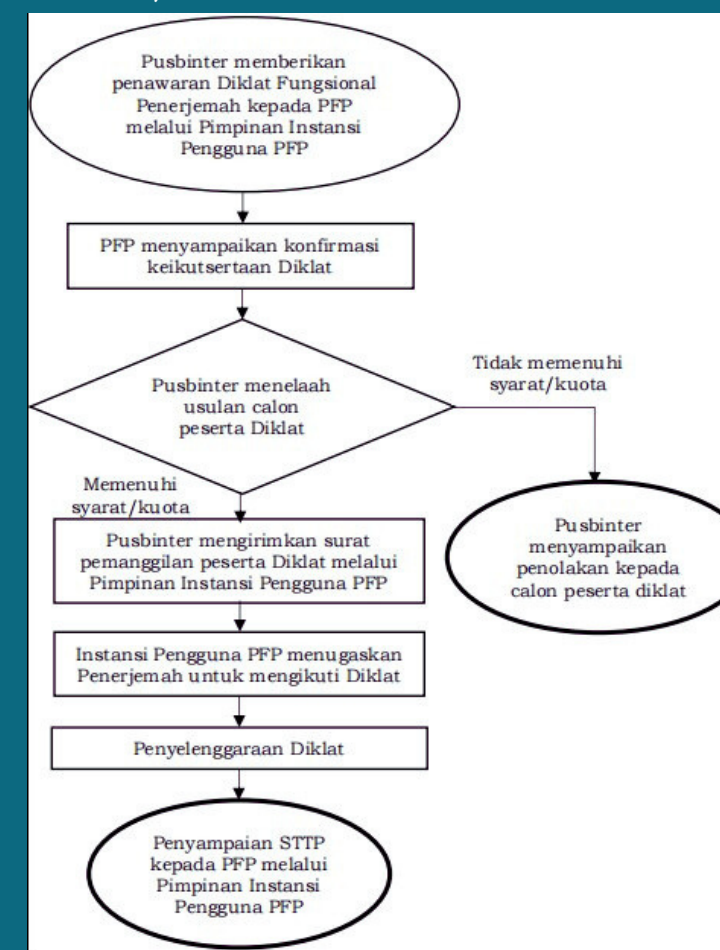 Pusbinter memberikan
penawaran Diklat Fungsional
Penerjemah kepada PFP
melalui Pimpinan Instansi
Pengguna PFP
PFP menyampaikan konfirmasi
keikutsertaan Diklat
Pusbinter menelaah
usulan calon
peserta Diklat
Tidak memenuhi
syarat/kuota
Pusbinter
menyampaikan
penolakan kepada
calon peserta diklat
Memenuhi
syarat/kuota
Pusbinter mengirimkan surat
pemanggilan peserta Diklat melalui
Pimpinan Instansi Pengguna PFP
Instansi Pengguna PFP menugaskan
Penerjemah untuk mengikuti Diklat
Penyelenggaraan Diklat
Penyampaian STTP
kepada PFP melalui
Pimpinan Instansi
Pengguna PFP